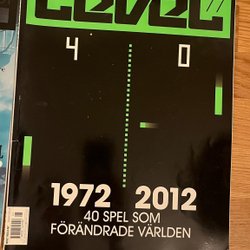 LEVEL
4 0
1972 2012
40 SPEL SOM
FÖRÄNDRADE VÄRLDEN